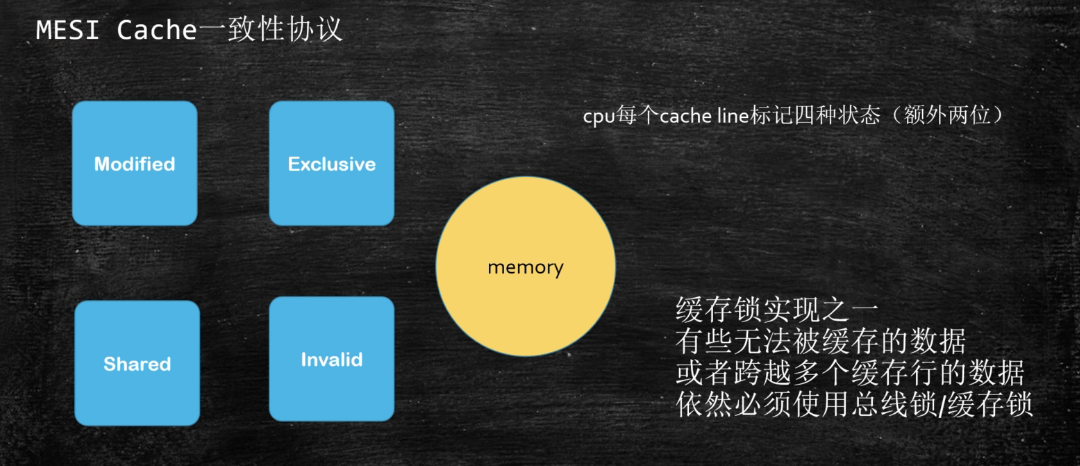 MESI Cache一致性协议
cpu每个cache line标记四种状态（额外两位）
Modified
Exclusive
memory
Shared
Invalid
缓存锁实现之一
有些无法被缓存的数据
或者跨越多个缓存行的数据
依然必须使用总线锁/缓存锁